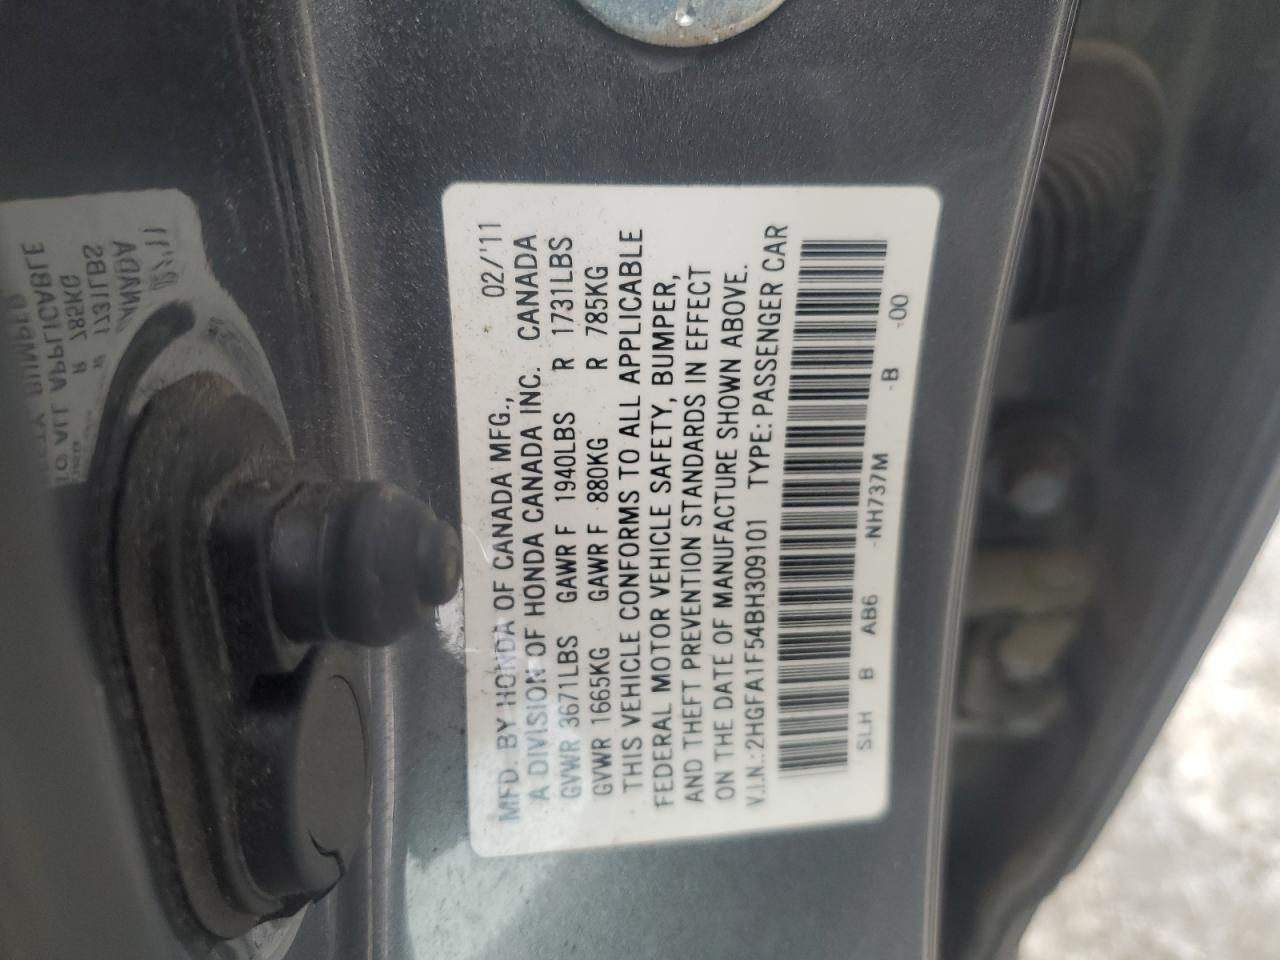 MFD. BY HONDA OF CANADA MFG., 02/'11
A DIVISION OF HONDA CANADA INC. CANADA
GVWR 3671LBS GAWR F 1940LBS R 1731LBS
GVWR 1665KG GAWR F 880KG R 785KG
THIS VEHICLE CONFORMS TO ALL APPLICABLE
FEDERAL MOTOR VEHICLE SAFETY, BUMPER,
AND THEFT PREVENTION STANDARDS IN EFFECT
ON THE DATE OF MANUFACTURE SHOWN ABOVE.
V.I.N.: 2HGFA1F54BH309101 TYPE: PASSENGER CAR
SLH B AB6 -NH737M -B -00